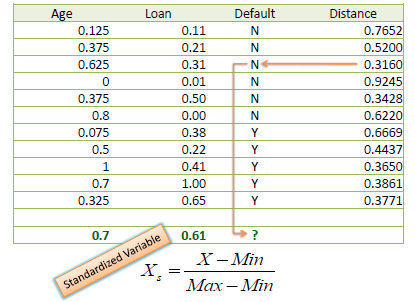 Age Loan Default Distance
0.125 0.11 N 0.7652
0.375 0.21 N 0.5200
0.625 0.31 N 0.3160
0 0.01 N 0.9245
0.375 0.50 N 0.3428
0.8 0.00 N 0.6220
0.075 0.38 Y 0.6669
0.5 0.22 Y 0.4437
1 0.41 Y 0.3650
0.7 1.00 Y 0.3861
0.325 0.65 Y 0.3771
0.7 0.61 ?
Standardized Variable
Xs = X – Min / Max – Min